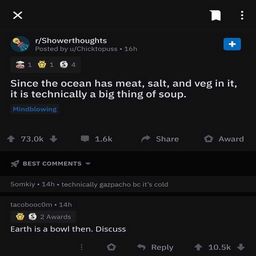 r/Showerthoughts
Posted by u/Chicktopuss • 16h
1 1 4
Since the ocean has meat, salt, and veg in it,
it is technically a big thing of soup.
Mindblowing
73.0k 1.6k Share Award
BEST COMMENTS
Somkiy • 14h • technically gazpacho bc it's cold
tacobooc0m • 14h
2 Awards
Earth is a bowl then. Discuss
Reply 10.5k